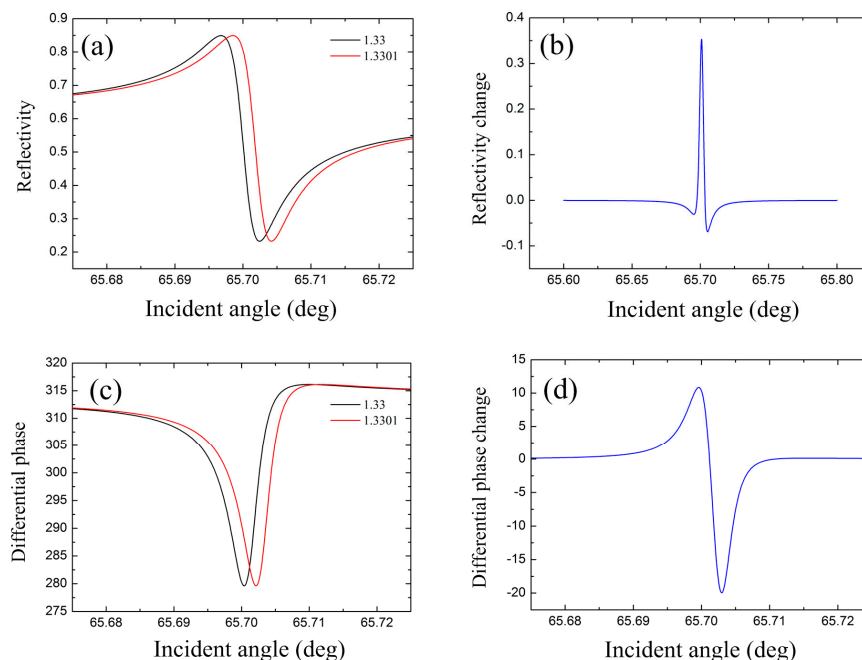 (a)
1.33
1.3301
0.9
0.8
0.7
0.6
0.5
0.4
0.3
0.2
Reflectivity
65.68 65.69 65.70 65.71 65.72
Incident angle (deg)
(b)
0.4
0.3
0.2
0.1
0.0
-0.1
Reflectivity change
65.60 65.65 65.70 65.75 65.80
Incident angle (deg)
(c)
1.33
1.3301
320
315
310
305
300
295
290
285
280
275
Differential phase
65.68 65.69 65.70 65.71 65.72
Incident angle (deg)
(d)
15
10
5
0
-5
-10
-15
-20
Differential phase change
65.68 65.69 65.70 65.71 65.72
Incident angle (deg)